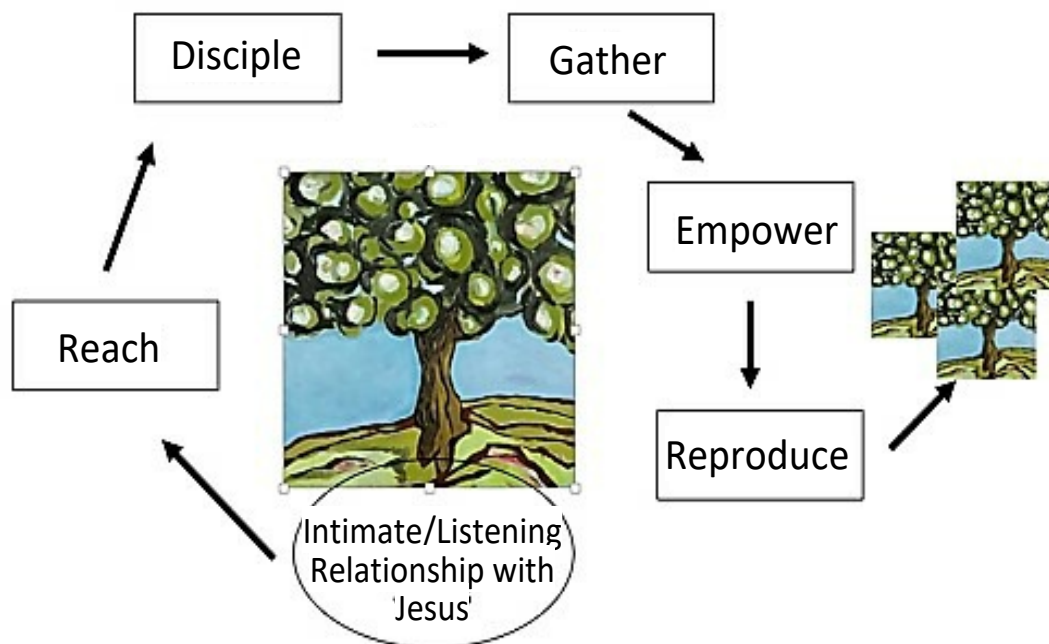 Disciple
Gather
Empower
Reach
Reproduce
Intimate/Listening
Relationship with
'Jesus'